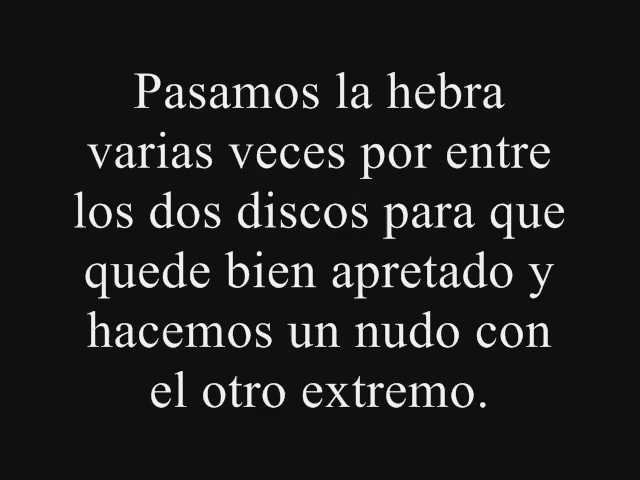 Pasamos la hebra
varias veces por entre
los dos discos para que
quede bien apretado y
hacemos un nudo con
el otro extremo.